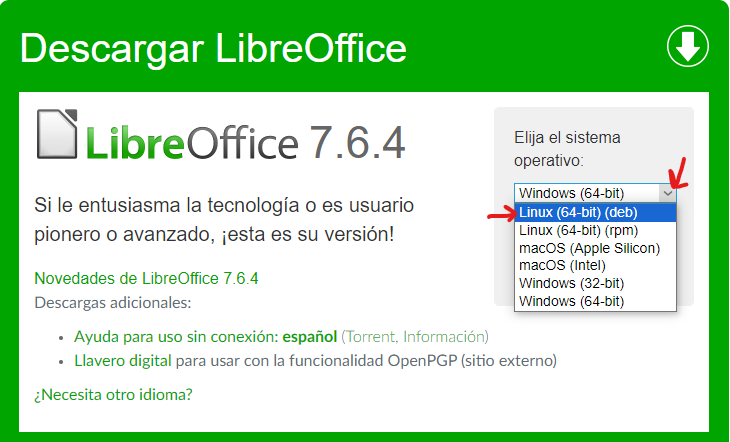 Descargar LibreOffice
LibreOffice 7.6.4
Si le entusiasma la tecnología o es usuario
pionero o avanzado, ¡esta es su versión!
Novedades de LibreOffice 7.6.4
Descargas adicionales:
• Ayuda para uso sin conexión: español (Torrent, Información)
• Llavero digital para usar con la funcionalidad OpenPGP (sitio externo)
¿Necesita otro idioma?
Elija el sistema
operativo:
Windows (64-bit)
Linux (64-bit) (deb)
Linux (64-bit) (rpm)
macOS (Apple Silicon)
macOS (Intel)
Windows (32-bit)
Windows (64-bit)